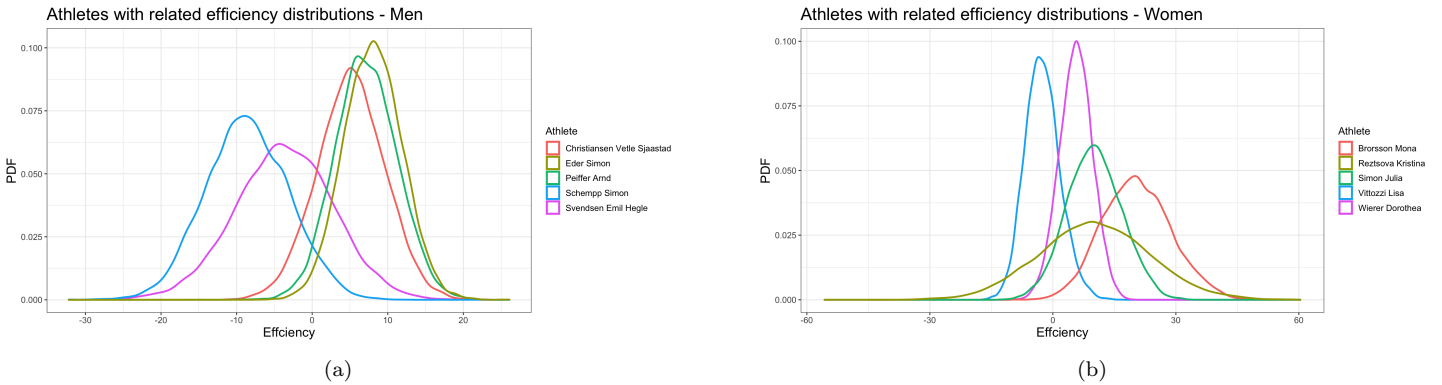 Athletes with related efficiency distributions - Men
0.100
0.075
0.050
0.025
0.000
PDF
-30
-20
-10
0
10
20
Effciency
Athlete
Christiansen Vetle Sjaastad
Eder Simon
Peiffer Arnd
Schempp Simon
Svendsen Emil Hegle
(a)
Athletes with related efficiency distributions - Women
0.100
0.075
0.050
0.025
0.000
PDF
-60
-30
0
30
60
Effciency
Athlete
Brorsson Mona
Reztsova Kristina
Simon Julia
Vittozzi Lisa
Wierer Dorothea
(b)